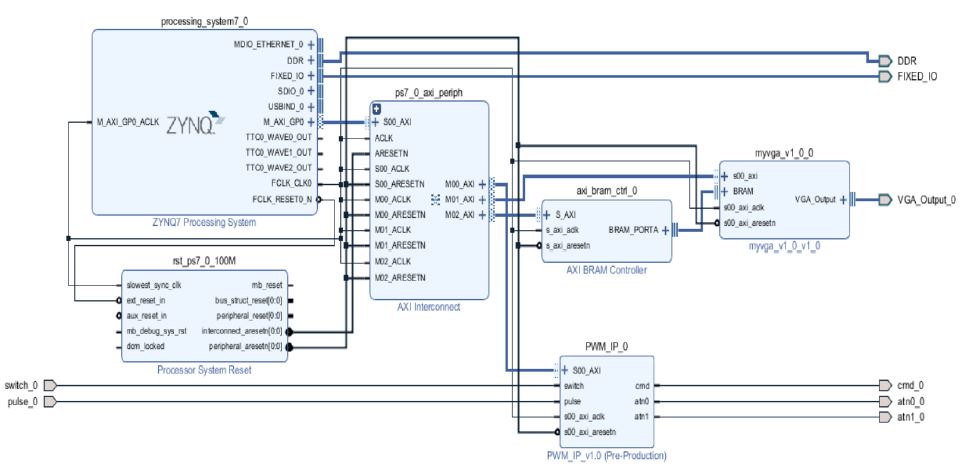 processing_system7_0
MDIO_ETHERNET_0
DDR
FIXED_IO
SDIO_0
USBIND_0
M_AXI_GP0_ACLK
ZYNQ
M_AXI_GP0
TTC0_WAVE0_OUT
TTC0_WAVE1_OUT
TTC0_WAVE2_OUT
FCLK_CLK0
FCLK_RESET0_N
ZYNQ7 Processing System
DDR
FIXED_IO
ps7_0_axi_periph
S00_AXI
ACLK
ARESETN
S00_ACLK
S00_ARESETN
M00_ACLK
M00_ARESETN
M01_ACLK
M01_ARESETN
M02_ACLK
M02_ARESETN
M00_AXI
M01_AXI
M02_AXI
AXI Interconnect
axi_bram_ctrl_0
S_AXI
s_axi_aclk
s_axi_aresetn
BRAM_PORTA
AXI BRAM Controller
myvga_v1_0_0
s00_axi
BRAM
s00_axi_aclk
s00_axi_aresetn
VGA_Output
myvga_v1_0_v1_0
VGA_Output_0
rst_ps7_0_100M
slowest_sync_clk
ext_reset_in
aux_reset_in
mb_debug_sys_rst
dcm_locked
mb_reset
bus_struct_reset[0:0]
peripheral_reset[0:0]
interconnect_aresetn[0:0]
peripheral_aresetn[0:0]
Processor System Reset
switch_0
pulse_0
PWM_IP_0
S00_AXI
switch
pulse
s00_axi_aclk
s00_axi_aresetn
cmd
atn0
atn1
PWM_IP_v1.0 (Pre-Production)
cmd_0
atn0_0
atn1_0